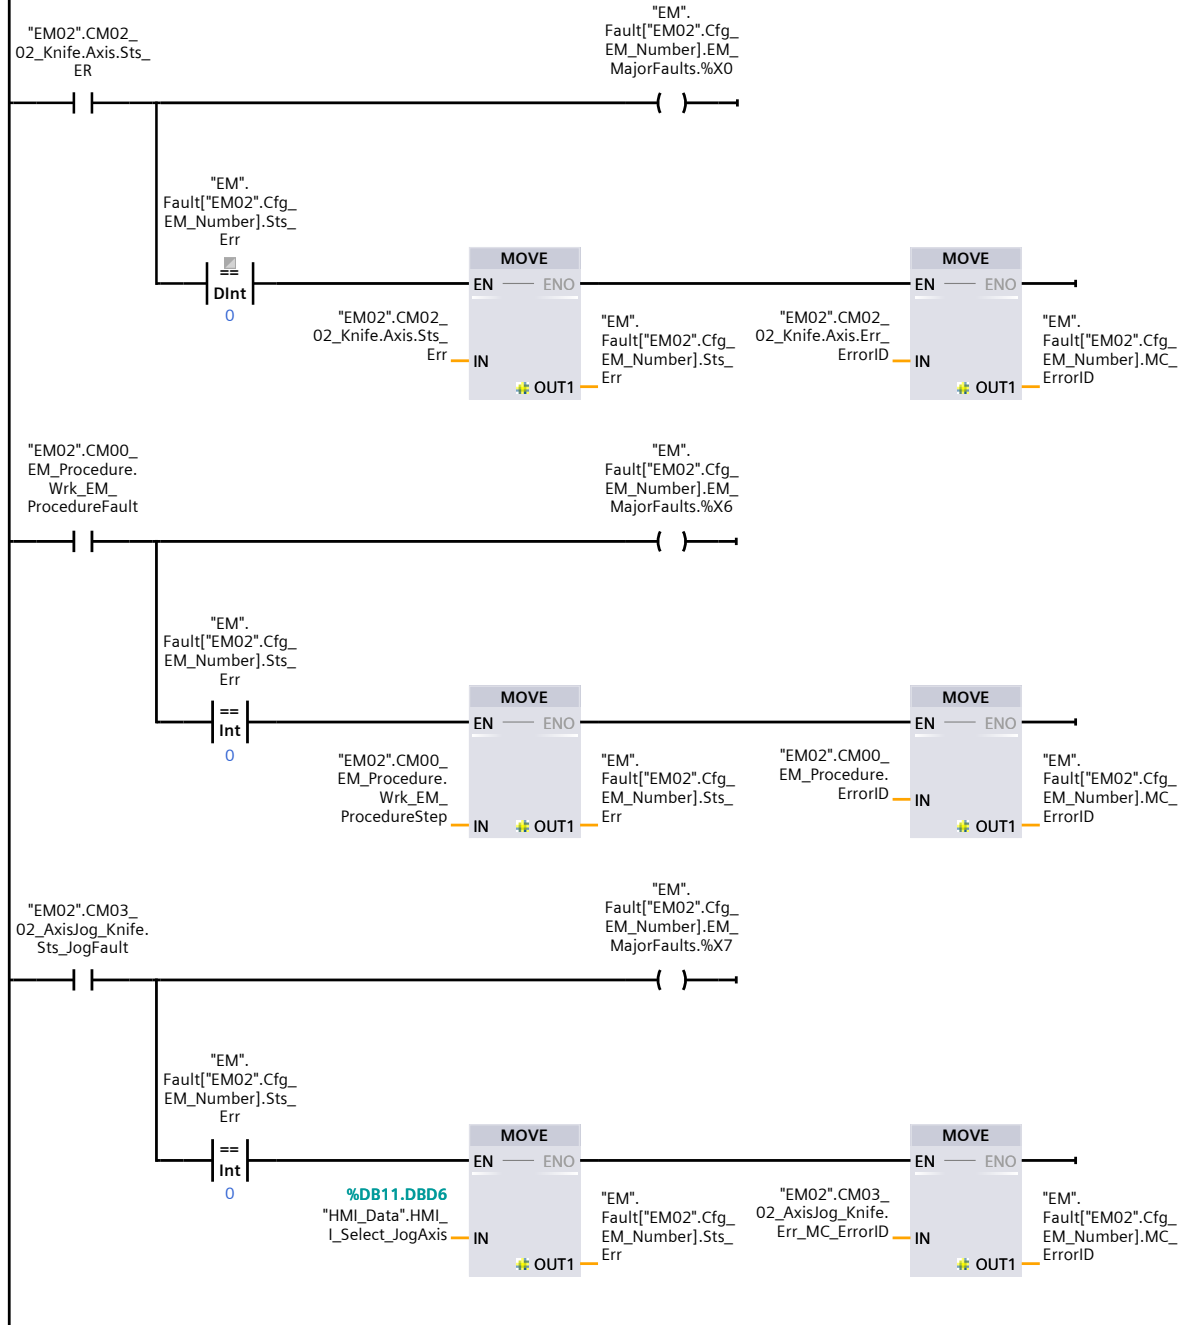 "EM02".CM02_
02_Knife.Axis.Sts_
ER
"EM".
Fault["EM02".Cfg_
EM_Number].EM_
MajorFaults.%X0
"EM".
Fault["EM02".Cfg_
EM_Number].Sts_
Err
==
DInt
0
MOVE
EN
ENO
"EM02".CM02_
02_Knife.Axis.Sts_
Err
IN
OUT1
"EM".
Fault["EM02".Cfg_
EM_Number].Sts_
Err
MOVE
EN
ENO
"EM02".CM02_
02_Knife.Axis.Err_
ErrorID
IN
OUT1
"EM".
Fault["EM02".Cfg_
EM_Number].MC_
ErrorID
"EM02".CM00_
EM_Procedure.
Wrk_EM_
ProcedureFault
"EM".
Fault["EM02".Cfg_
EM_Number].EM_
MajorFaults.%X6
"EM".
Fault["EM02".Cfg_
EM_Number].Sts_
Err
==
Int
0
MOVE
EN
ENO
"EM02".CM00_
EM_Procedure.
Wrk_EM_
ProcedureStep
IN
OUT1
"EM".
Fault["EM02".Cfg_
EM_Number].Sts_
Err
MOVE
EN
ENO
"EM02".CM00_
EM_Procedure.
ErrorID
IN
OUT1
"EM".
Fault["EM02".Cfg_
EM_Number].MC_
ErrorID
"EM02".CM03_
02_AxisJog_Knife.
Sts_JogFault
"EM".
Fault["EM02".Cfg_
EM_Number].EM_
MajorFaults.%X7
"EM".
Fault["EM02".Cfg_
EM_Number].Sts_
Err
==
Int
0
MOVE
EN
ENO
%DB11.DBD6
"HMI_Data".HMI_
I_Select_JogAxis
IN
OUT1
"EM".
Fault["EM02".Cfg_
EM_Number].Sts_
Err
MOVE
EN
ENO
"EM02".CM03_
02_AxisJog_Knife.
Err_MC_ErrorID
IN
OUT1
"EM".
Fault["EM02".Cfg_
EM_Number].MC_
ErrorID